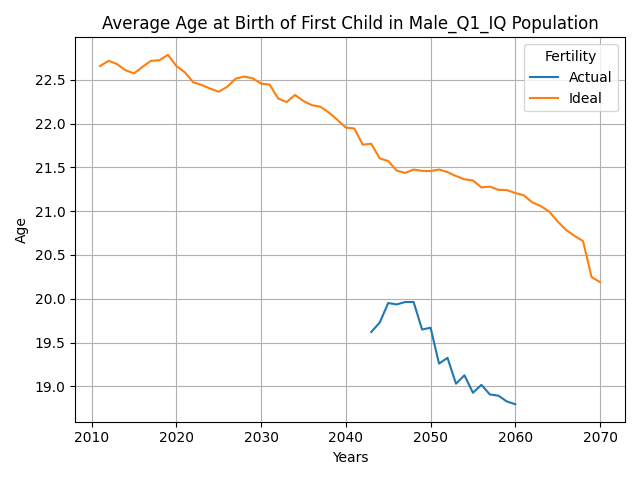 Average Age at Birth of First Child in Male_Q1_IQ Population
Fertility
Actual
Ideal
22.5
22.0
21.5
21.0
20.5
20.0
19.5
19.0
Age
2010 2020 2030 2040 2050 2060 2070
Years